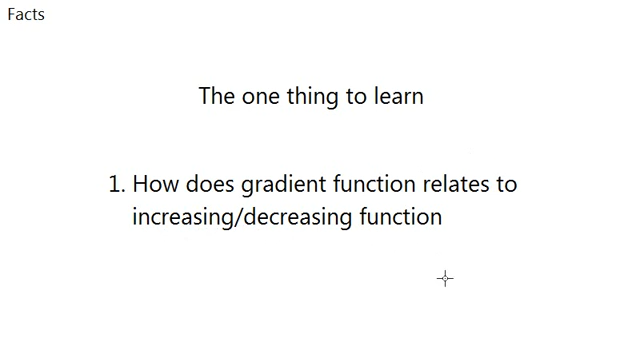 Facts
The one thing to learn
1. How does gradient function relates to
increasing/decreasing function